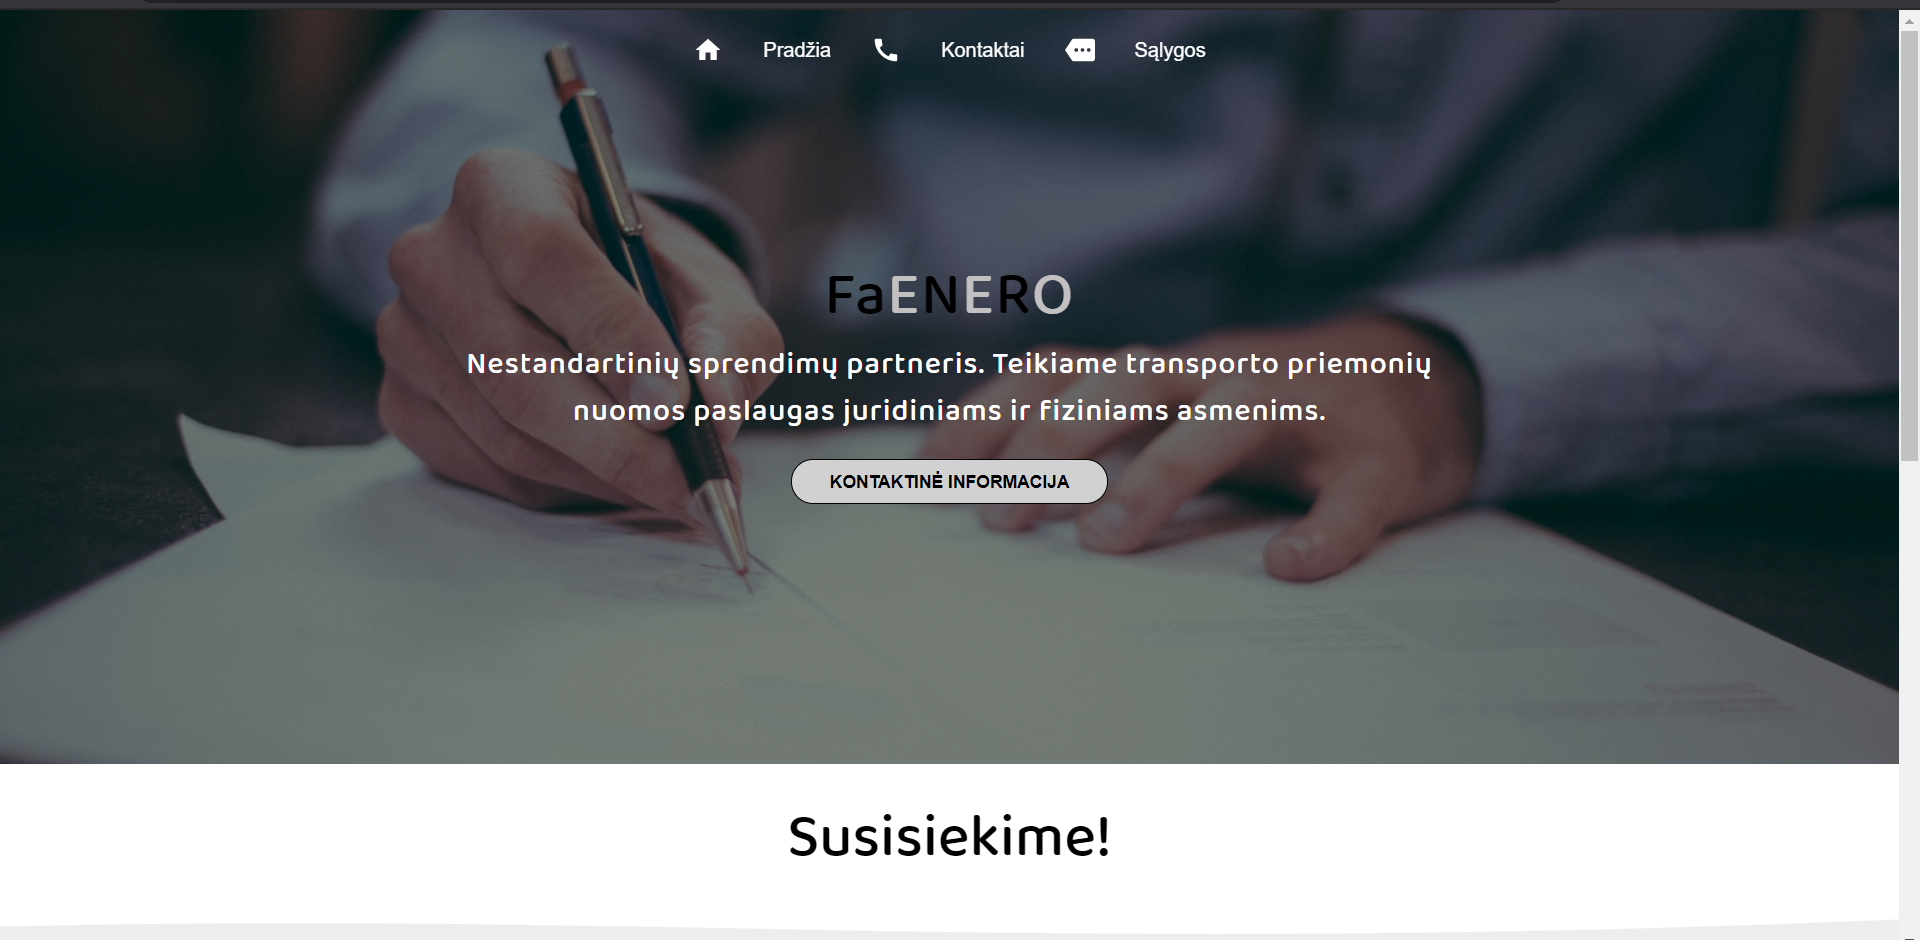 Pradžia Kontaktai Sąlygos
FaENERO
Nestandartinių sprendimų partneris. Teikiame transporto priemonių
nuomos paslaugas juridiniams ir fiziniams asmenims.
KONTAKTINĖ INFORMACIJA
Susisiekime!